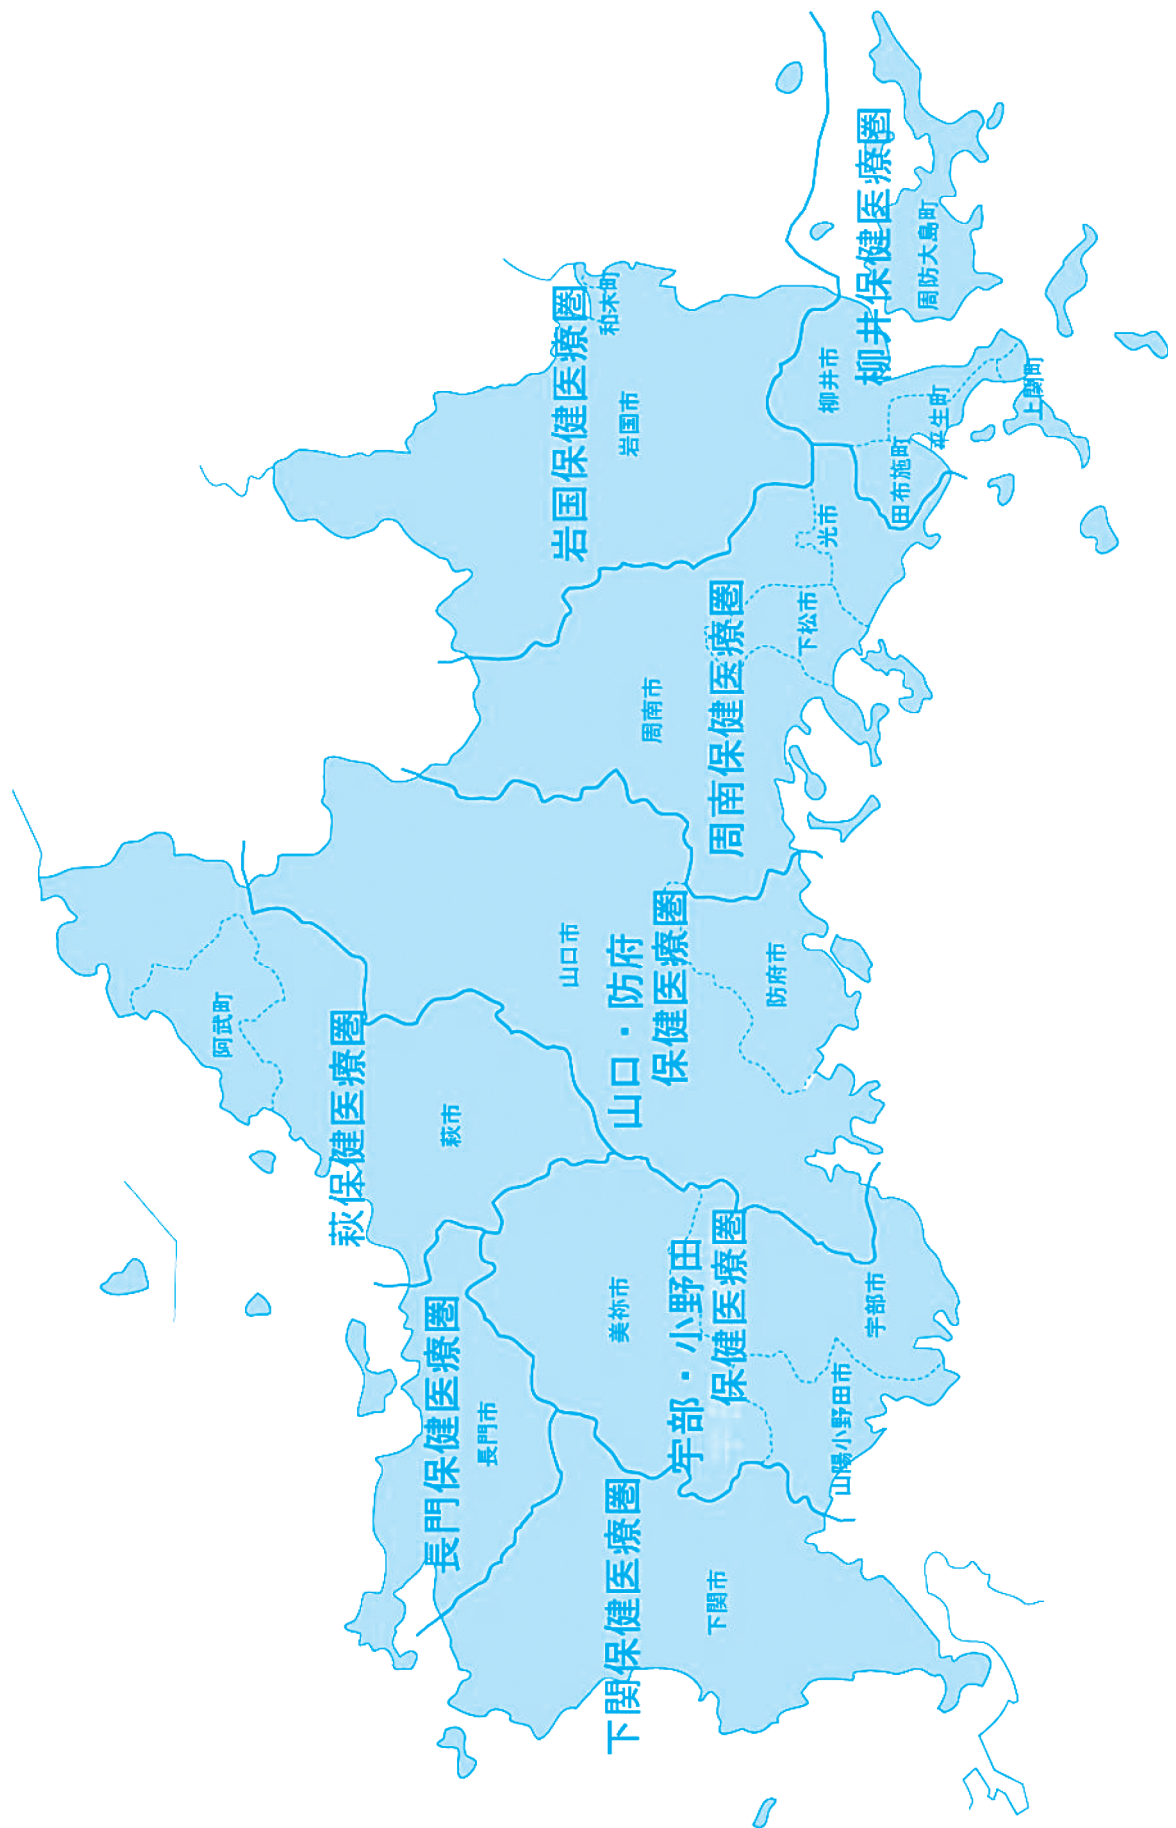 萩保健医療圏
阿武町
萩市
長門保健医療圏
長門市
下関保健医療圏
下関市
宇部・小野田
保健医療圏
美祢市
宇部市
山陽小野田市
山口・防府
保健医療圏
山口市
防府市
周南保健医療圏
周南市
下松市
光市
岩国保健医療圏
岩国市
和木町
柳井保健医療圏
柳井市
周防大島町
田布施町
平生町
上関町